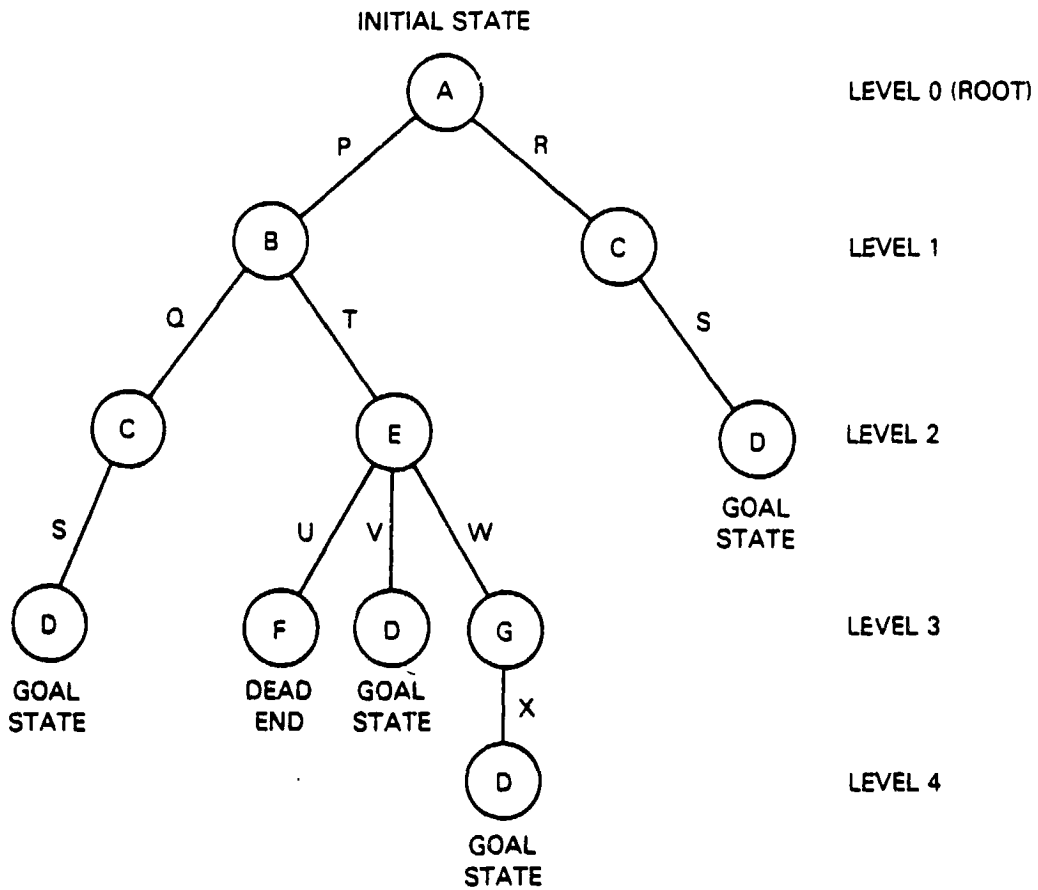 INITIAL STATE
A
LEVEL 0 (ROOT)
P
R
B
C
LEVEL 1
Q
T
S
C
E
D
LEVEL 2
GOAL
STATE
S
U
V
W
D
F
D
G
LEVEL 3
GOAL
STATE
DEAD
END
GOAL
STATE
X
D
LEVEL 4
GOAL
STATE